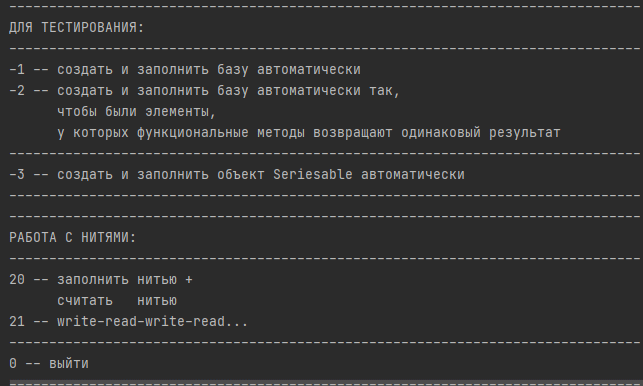 --------------------------------------------------------------------------------
ДЛЯ ТЕСТИРОВАНИЯ:
--------------------------------------------------------------------------------
-1 -- создать и заполнить базу автоматически
-2 -- создать и заполнить базу автоматически так,
      чтобы были элементы,
      у которых функциональные методы возвращают одинаковый результат
--------------------------------------------------------------------------------
-3 -- создать и заполнить объект Seriesable автоматически
--------------------------------------------------------------------------------
--------------------------------------------------------------------------------
РАБОТА С НИТЯМИ:
--------------------------------------------------------------------------------
20 -- заполнить нитью +
      считать   нитью
21 -- write-read-write-read...
--------------------------------------------------------------------------------
0 -- выйти
--------------------------------------------------------------------------------